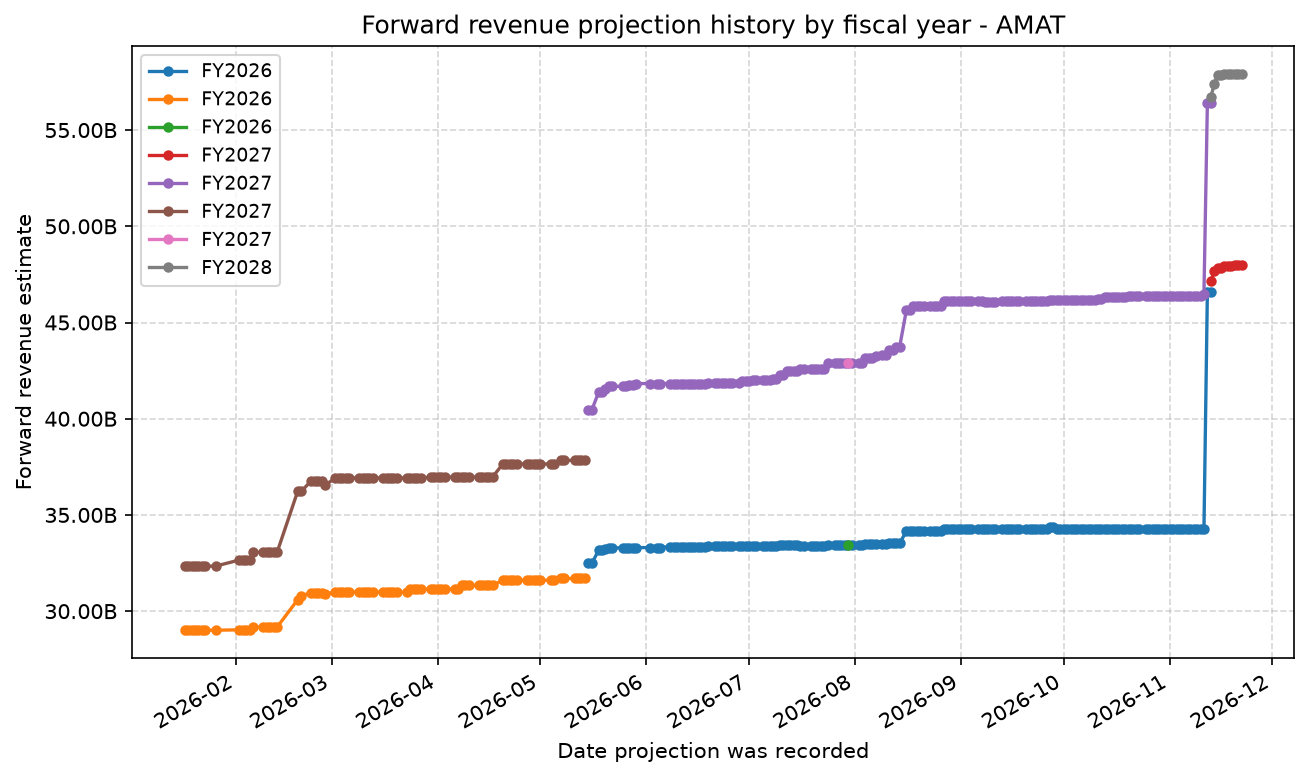 Forward revenue projection history by fiscal year - AMAT
FY2026
FY2026
FY2026
FY2027
FY2027
FY2027
FY2027
FY2028
55.00B
50.00B
45.00B
40.00B
35.00B
30.00B
Forward revenue estimate
2026-02
2026-03
2026-04
2026-05
2026-06
2026-07
2026-08
2026-09
2026-10
2026-11
2026-12
Date projection was recorded